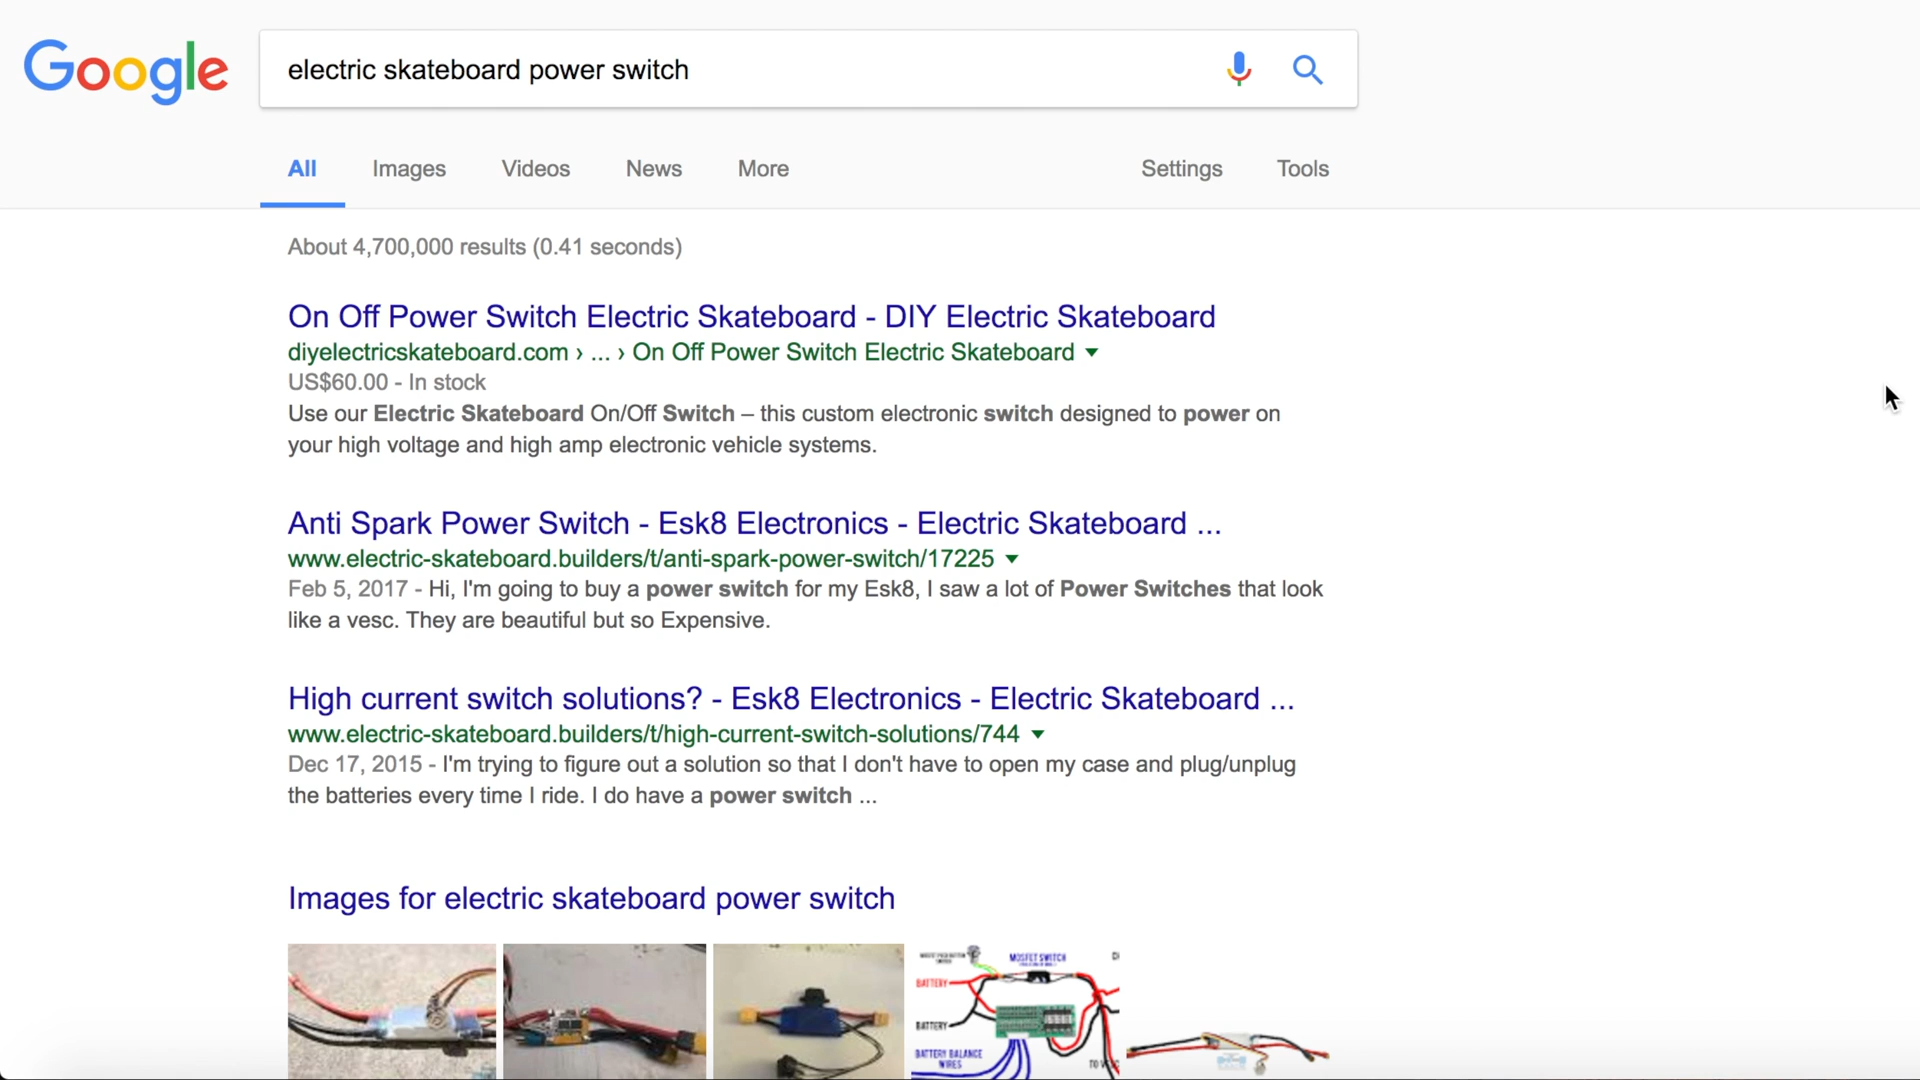 Google
electric skateboard power switch
All Images Videos News More Settings Tools
About 4,700,000 results (0.41 seconds)
On Off Power Switch Electric Skateboard - DIY Electric Skateboard
diyelectricskateboard.com › ... › On Off Power Switch Electric Skateboard
US$60.00 - In stock
Use our Electric Skateboard On/Off Switch – this custom electronic switch designed to power on
your high voltage and high amp electronic vehicle systems.
Anti Spark Power Switch - Esk8 Electronics - Electric Skateboard ...
www.electric-skateboard.builders/t/anti-spark-power-switch/17225
Feb 5, 2017 - Hi, I'm going to buy a power switch for my Esk8, I saw a lot of Power Switches that look
like a vesc. They are beautiful but so Expensive.
High current switch solutions? - Esk8 Electronics - Electric Skateboard ...
www.electric-skateboard.builders/t/high-current-switch-solutions/744
Dec 17, 2015 - I'm trying to figure out a solution so that I don't have to open my case and plug/unplug
the batteries every time I ride. I do have a power switch ...
Images for electric skateboard power switch
MOSFET SWITCH
BATTERY
BATTERY
BATTERY BALANCE
WIRES